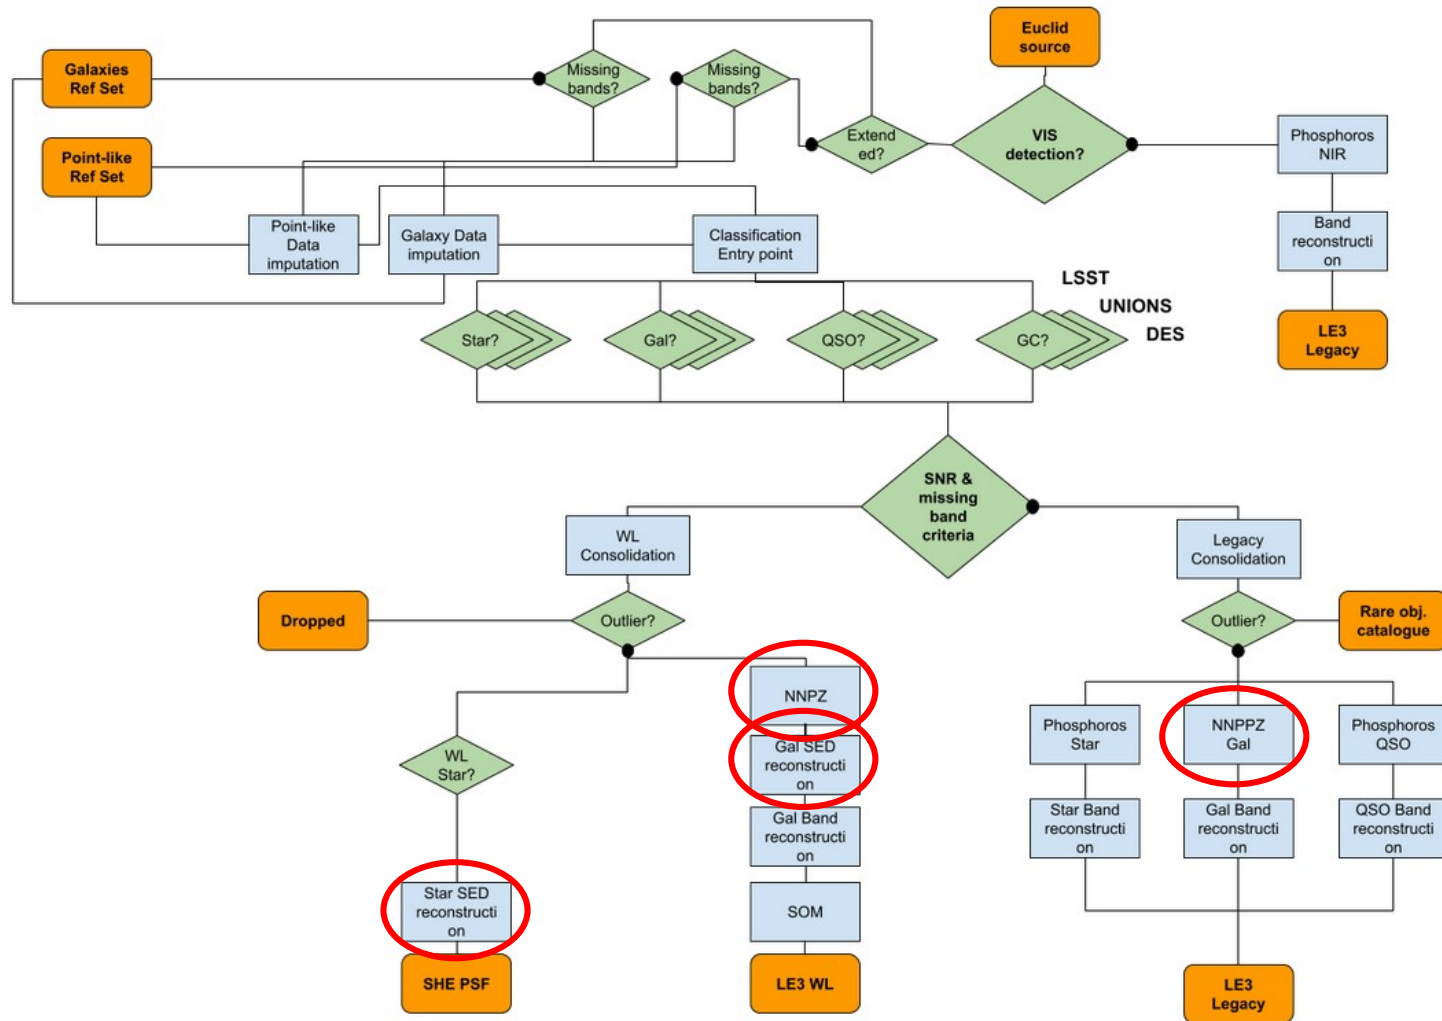 Euclid
source
Galaxies
Ref Set
Missing
bands?
Missing
bands?
Extend
ed?
VIS
detection?
Phosphoros
NIR
Point-like
Ref Set
Point-like
Data
imputation
Galaxy Data
imputation
Classification
Entry point
Band
reconstructi
on
LSST
UNIONS
DES
Star?
Gal?
QSO?
GC?
LE3
Legacy
SNR &
missing
band
criteria
WL
Consolidation
Legacy
Consolidation
Dropped
Outlier?
Outlier?
Rare obj.
catalogue
NNPZ
Gal SED
reconstructi
on
Gal Band
reconstructi
on
SOM
LE3 WL
WL
Star?
Star SED
reconstructi
on
SHE PSF
Phosphoros
Star
NNPPZ
Gal
Phosphoros
QSO
Star Band
reconstructi
on
Gal Band
reconstructi
on
QSO Band
reconstructi
on
LE3
Legacy